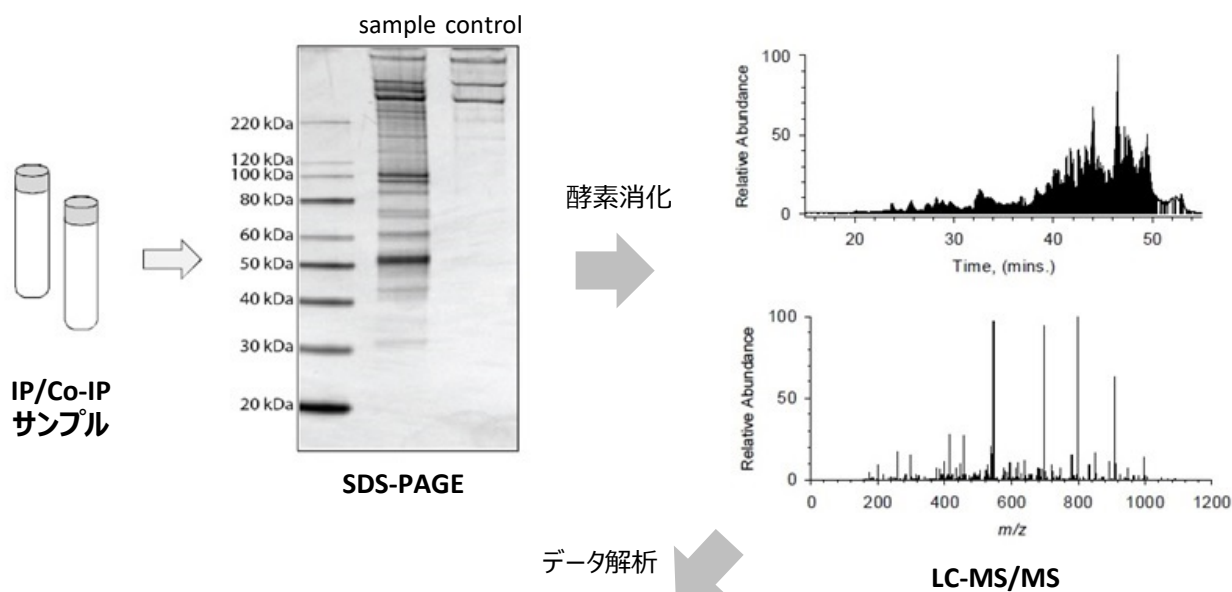 sample control
220 kDa
120 kDa
100 kDa
80 kDa
60 kDa
50 kDa
40 kDa
30 kDa
20 kDa
IP/Co-IP
サンプル
SDS-PAGE
酵素消化
Relative Abundance
100
50
0
20
30
40
50
Time, (mins.)
Relative Abundance
100
50
0
0
200
400
600
800
1000
1200
m/z
LC-MS/MS
データ解析